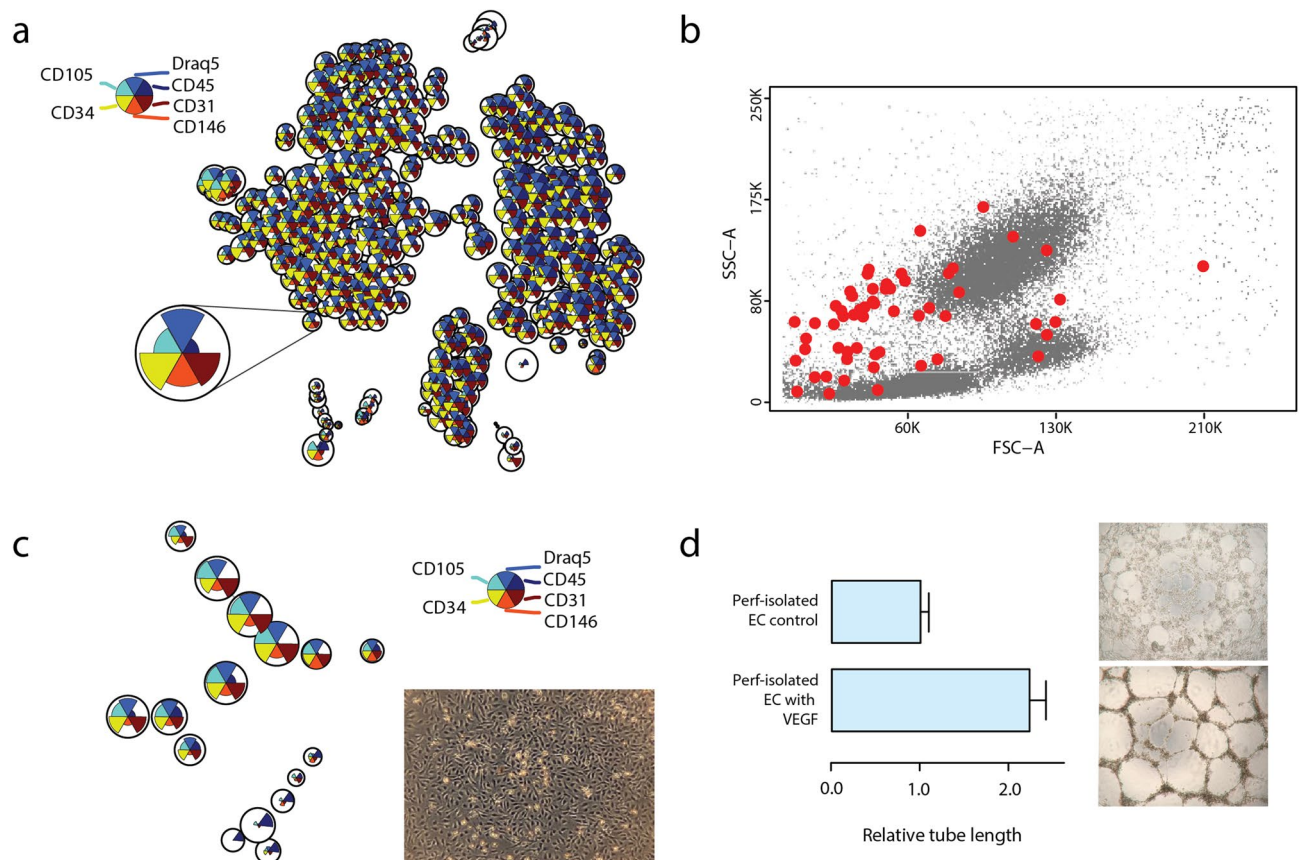 a
CD105
CD34
Draq5
CD45
CD31
CD146
b
250K
175K
80K
0
SSC−A
60K
130K
210K
FSC−A
c
CD105
CD34
Draq5
CD45
CD31
CD146
d
Perf-isolated
EC control
Perf-isolated
EC with
VEGF
0.0
1.0
2.0
Relative tube length